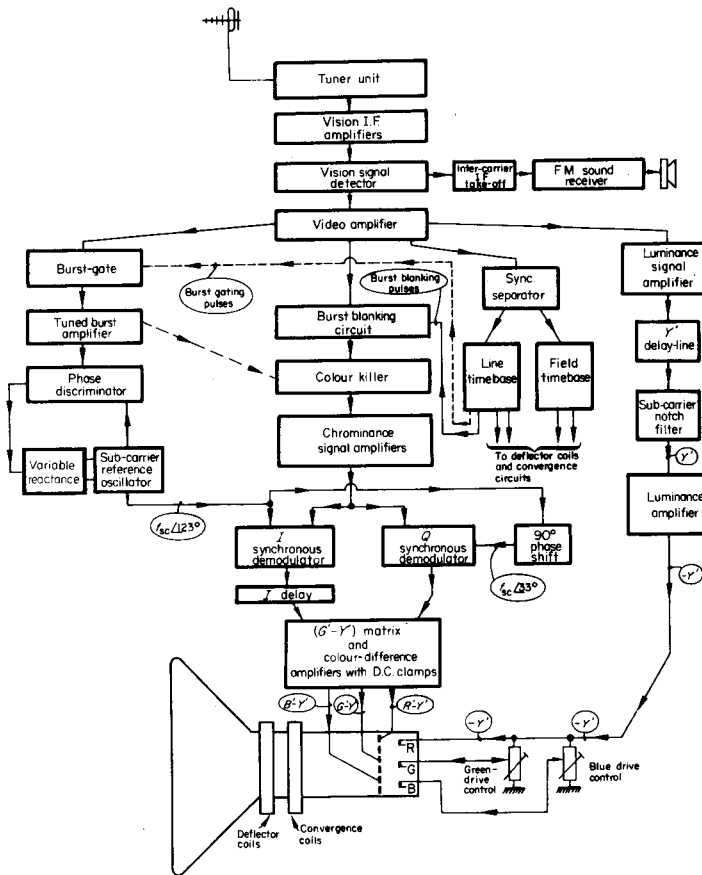 Tuner unit
Vision I.F.
amplifiers
Vision signal
detector
Inter-carrier
I.F.
take-off
FM sound
receiver
Video amplifier
Burst-gate
Burst gating
pulses
Burst blanking
pulses
Sync.
separator
Luminance
signal
amplifier
Tuned burst
amplifier
Burst blanking
circuit
Y'
delay-line
Phase
discriminator
Colour killer
Line
timebase
Field
timebase
Sub-carrier
notch
filter
Chrominance
signal amplifiers
To deflector coils
and convergence
circuits
Y'
Variable
reactance
Sub-carrier
reference
oscillator
Luminance
amplifier
fsc/123°
I
synchronous
demodulator
Q
synchronous
demodulator
90°
phase
shift
fsc/33°
-Y'
I delay
(G'-Y') matrix
and
colour-difference
amplifiers with D.C. clamps
B'-Y'
G'-Y'
R'-Y'
-Y'
-Y'
R
G
B
Green-
drive
control
Blue drive
control
Deflector
coils
Convergence
coils